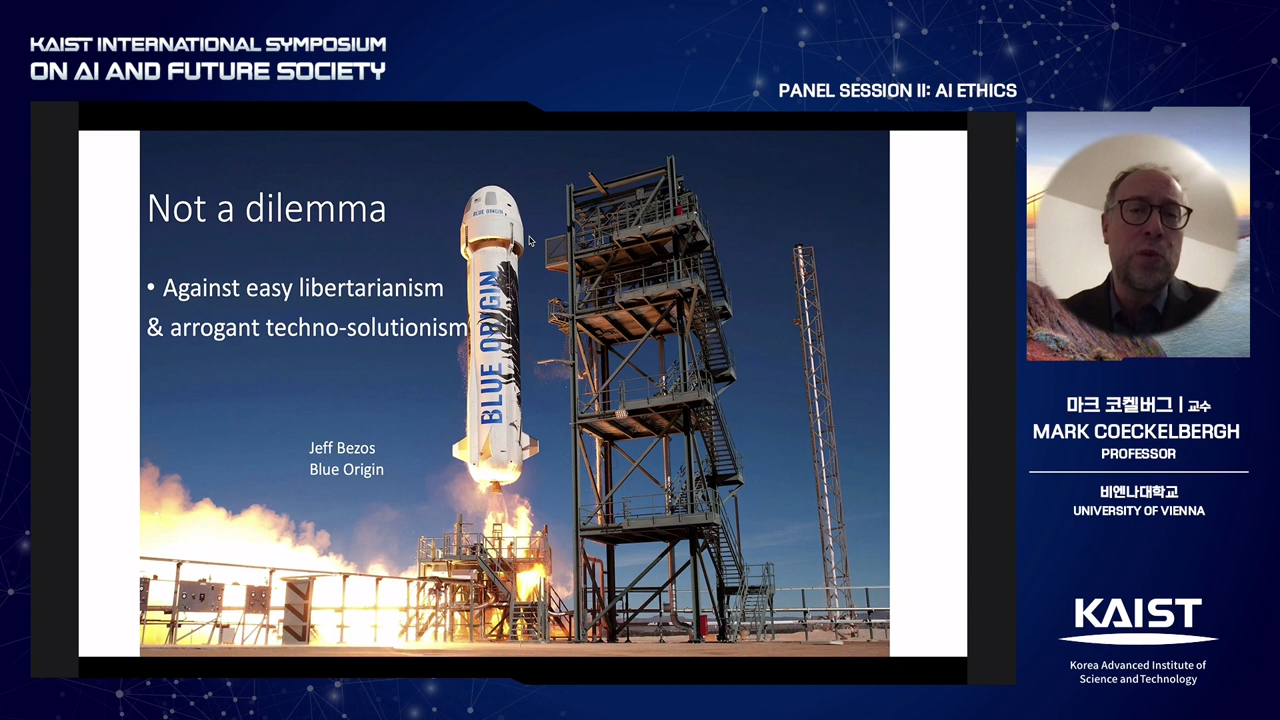 KAIST INTERNATIONAL SYMPOSIUM
ON AI AND FUTURE SOCIETY
PANEL SESSION II: AI ETHICS
Not a dilemma
• Against easy libertarianism
& arrogant techno-solutionism
Jeff Bezos
Blue Origin
BLUE ORIGIN
BLUE ORIGIN
마크 코켈버그 | 교수
MARK COECKELBERGH
PROFESSOR
비엔나대학교
UNIVERSITY OF VIENNA
KAIST
Korea Advanced Institute of
Science and Technology